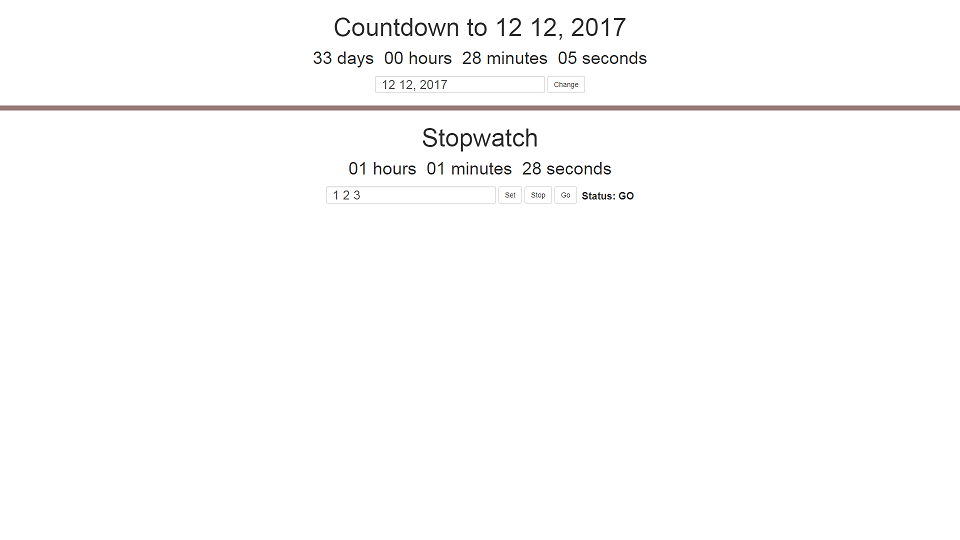 Countdown to 12 12, 2017
33 days 00 hours 28 minutes 05 seconds
12 12, 2017 Change
Stopwatch
01 hours 01 minutes 28 seconds
1 2 3 Set Stop Go Status: GO